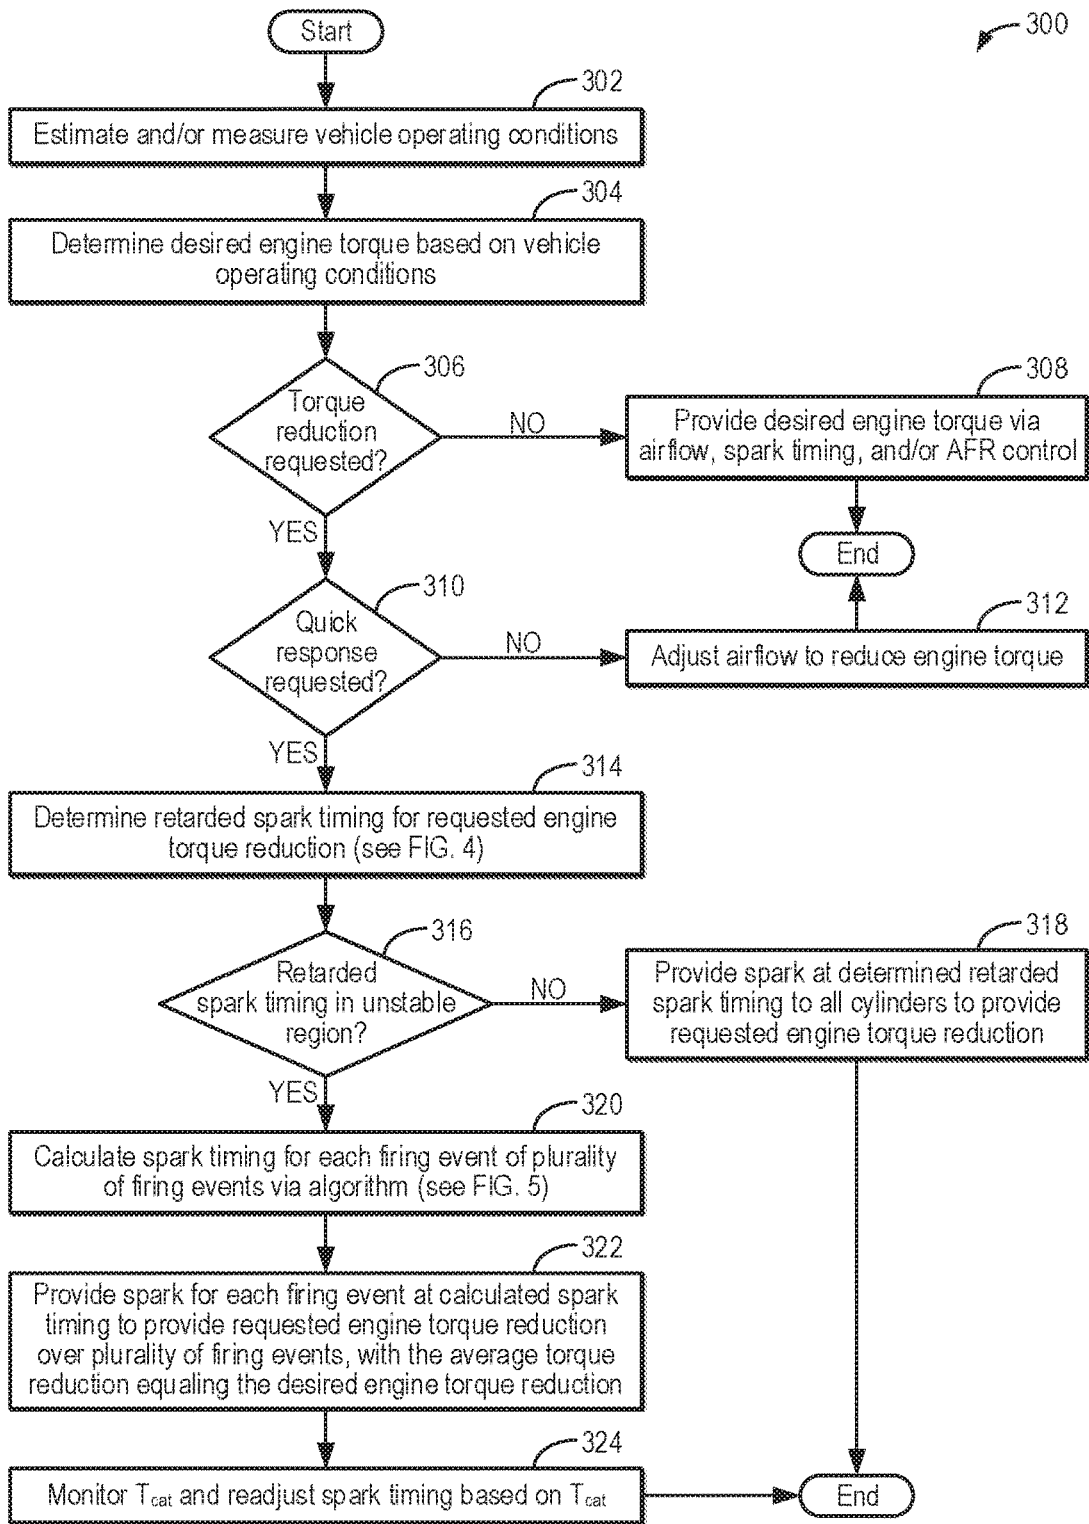 Start
300
302
Estimate and/or measure vehicle operating conditions
304
Determine desired engine torque based on vehicle
operating conditions
306
Torque
reduction
requested?
NO
YES
308
Provide desired engine torque via
airflow, spark timing, and/or AFR control
End
310
Quick
response
requested?
NO
YES
312
Adjust airflow to reduce engine torque
314
Determine retarded spark timing for requested engine
torque reduction (see FIG. 4)
316
Retarded
spark timing in unstable
region?
NO
YES
318
Provide spark at determined retarded
spark timing to all cylinders to provide
requested engine torque reduction
320
Calculate spark timing for each firing event of plurality
of firing events via algorithm (see FIG. 5)
322
Provide spark for each firing event at calculated spark
timing to provide requested engine torque reduction
over plurality of firing events, with the average torque
reduction equaling the desired engine torque reduction
324
Monitor Tcat and readjust spark timing based on Tcat
End